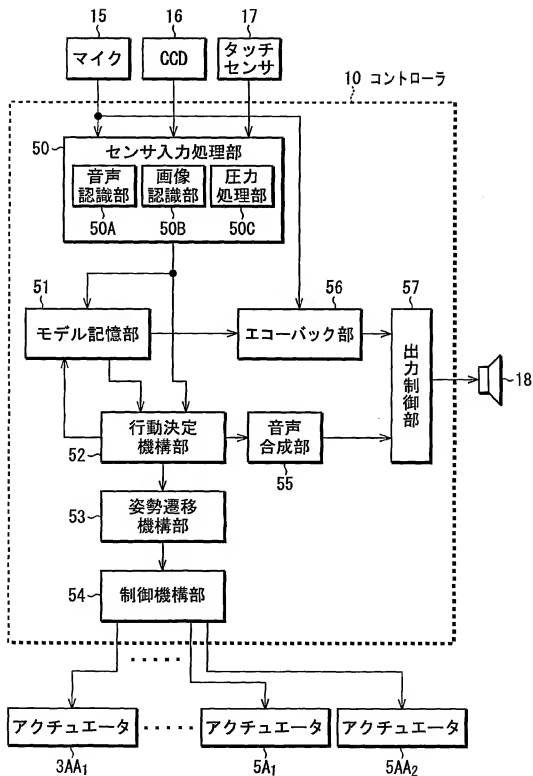 15
16
17
マイク
CCD
タッチ
センサ
10 コントローラ
50
センサ入力処理部
音声
認識部
画像
認識部
圧力
処理部
50A
50B
50C
51
モデル記憶部
56
エコーバック部
57
出力制御部
18
行動決定
機構部
52
音声
合成部
55
53
姿勢遷移
機構部
54
制御機構部
アクチュエータ
アクチュエータ
アクチュエータ
3AA1
5A1
5AA2